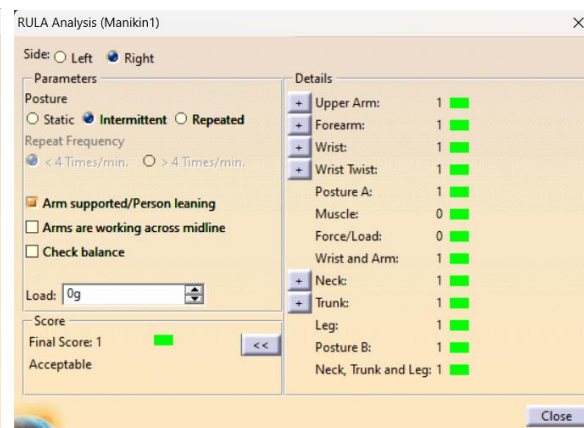 RULA Analysis (Manikin1)
Side: Left Right
Parameters
Posture
Static Intermittent Repeated
Repeat Frequency
< 4 Times/min. > 4 Times/min.
Arm supported/Person leaning
Arms are working across midline
Check balance
Load: 0g
Score
Final Score: 1
<<
Acceptable
Details
+ Upper Arm: 1
+ Forearm: 1
+ Wrist: 1
+ Wrist Twist: 1
Posture A: 1
Muscle: 0
Force/Load: 0
Wrist and Arm: 1
+ Neck: 1
+ Trunk: 1
Leg: 1
Posture B: 1
Neck, Trunk and Leg: 1
Close